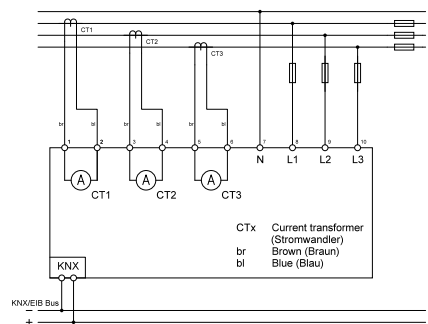 CT1
CT2
CT3
br bl br bl br bl
1 2 3 4 5 6 7 8 9 10
N L1 L2 L3
A A A
CT1 CT2 CT3
CTx Current transformer
(Stromwandler)
br Brown (Braun)
bl Blue (Blau)
KNX
KNX/EIB Bus
−
+